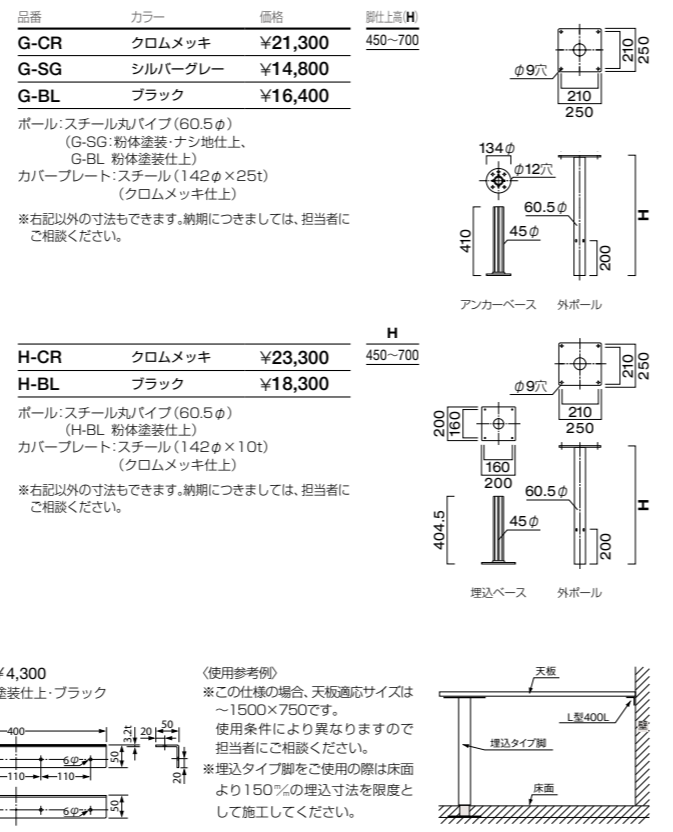 品番 カラー 価格 脚仕上高(H)
G-CR クロムメッキ ¥21,300 450〜700
G-SG シルバーグレー ¥14,800
G-BL ブラック ¥16,400
ポール：スチール丸パイプ（60.5φ）
（G-SG：粉体塗装・ナシ地仕上、
G-BL 粉体塗装仕上）
カバープレート：スチール（142φ×25t）
（クロムメッキ仕上）
※右記以外の寸法もできます。納期につきましては、担当者に
ご相談ください。
φ9穴
210
250
210
250
134φ
φ12穴
60.5φ
45φ
410
200
H
アンカーベース 外ポール
H
H-CR クロムメッキ ¥23,300 450〜700
H-BL ブラック ¥18,300
ポール：スチール丸パイプ（60.5φ）
（H-BL 粉体塗装仕上）
カバープレート：スチール（142φ×10t）
（クロムメッキ仕上）
※右記以外の寸法もできます。納期につきましては、担当者に
ご相談ください。
φ9穴
210
250
210
250
200
160
160
200
60.5φ
45φ
404.5
200
H
埋込ベース 外ポール
¥4,300
塗装仕上・ブラック
400
3.2t
20
50
50
6φ
110
110
20
6φ
50
〈使用参考例〉
※この仕様の場合、天板適応サイズは
〜1500×750です。
使用条件により異なりますので
担当者にご相談ください。
※埋込タイプ脚をご使用の際は床面
より150㎜の埋込寸法を限度と
して施工してください。
天板
L型400L
壁
埋込タイプ脚
床面